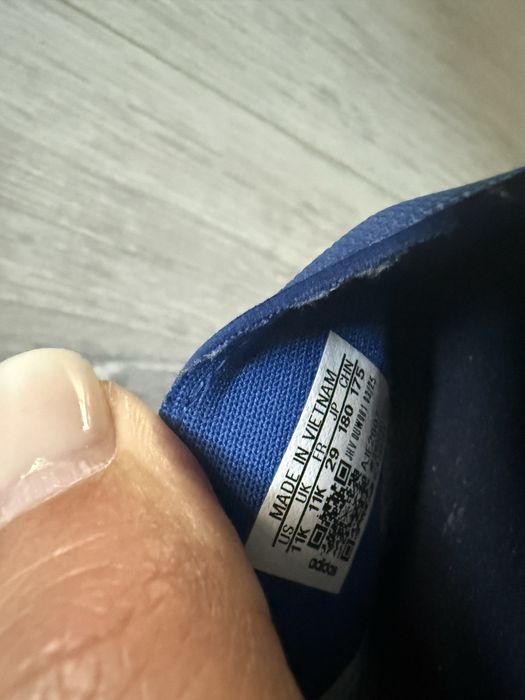 MADE IN VIETNAM
US UK FR JP CHN
11K 11K 29 180 175
adidas